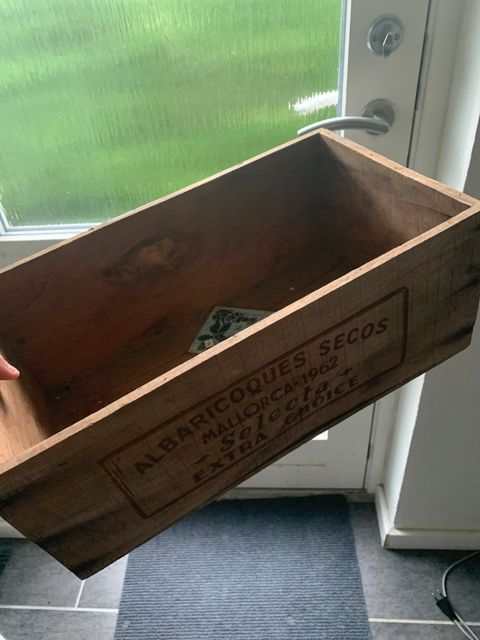 ALBARICOQUES SECOS
MALLORCA-1962
- Selecta -
EXTRA CHOICE